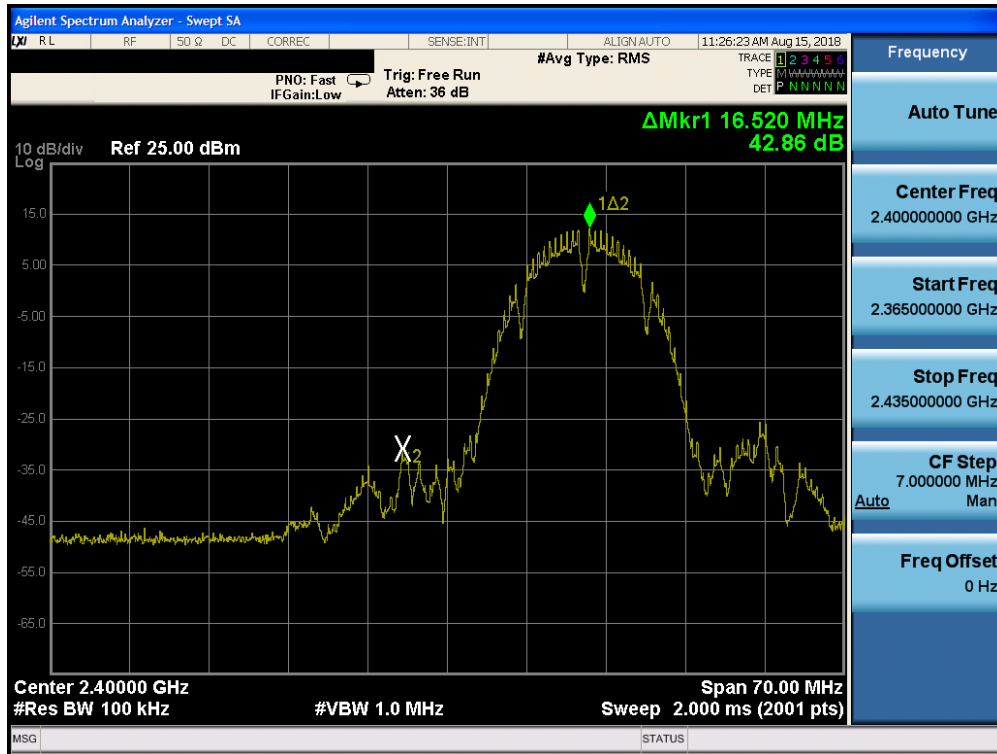 Agilent Spectrum Analyzer - Swept SA
LXI RL RF 50 Ω DC CORREC SENSE:INT ALIGN AUTO 11:26:23 AM Aug 15, 2018
#Avg Type: RMS
TRACE 1 2 3 4 5 6
PNO: Fast Trig: Free Run
TYPE M WWWWW
IFGain:Low Atten: 36 dB
DET P N N N N N
ΔMkr1 16.520 MHz
42.86 dB
10 dB/div Ref 25.00 dBm
Log
1Δ2
15.0
5.00
-5.00
-15.0
-25.0
X2
-35.0
-45.0
-55.0
-65.0
Center 2.40000 GHz Span 70.00 MHz
#Res BW 100 kHz #VBW 1.0 MHz Sweep 2.000 ms (2001 pts)
MSG STATUS
Frequency
Auto Tune
Center Freq
2.400000000 GHz
Start Freq
2.365000000 GHz
Stop Freq
2.435000000 GHz
CF Step
7.000000 MHz
Auto Man
Freq Offset
0 Hz